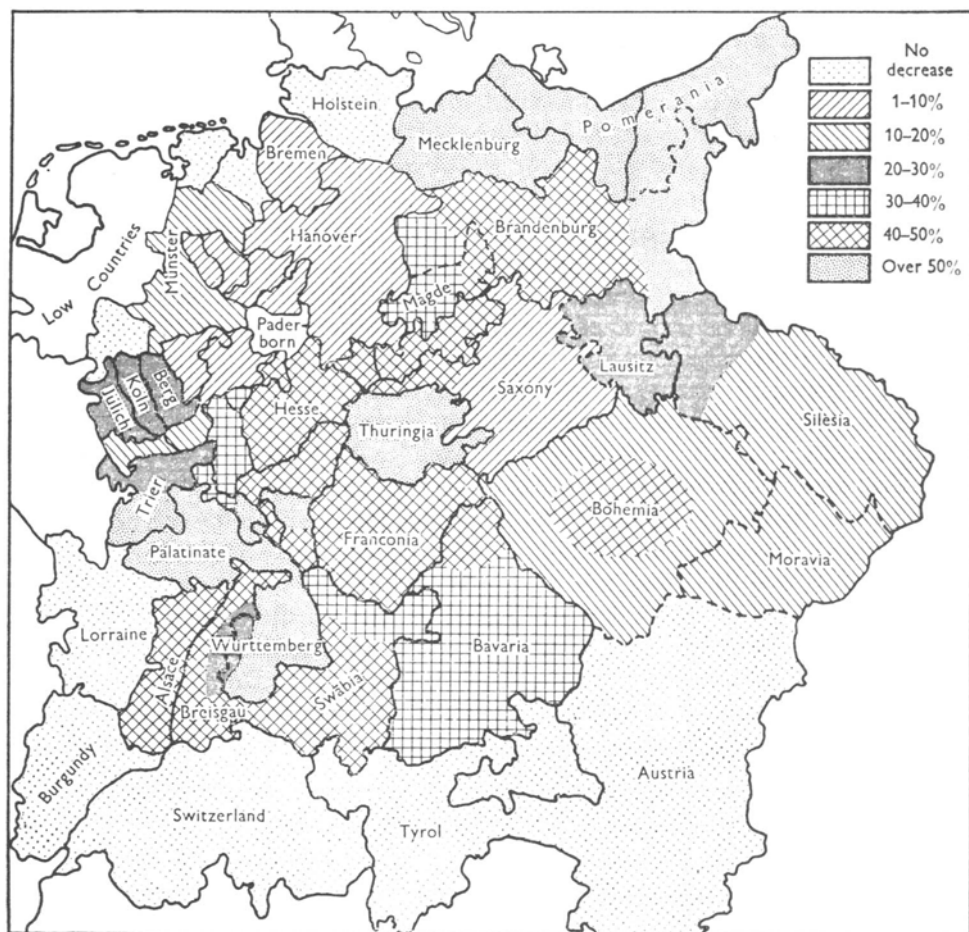 No
decrease
1–10%
10–20%
20–30%
30–40%
40–50%
Over 50%
Holstein
Pomerania
Mecklenburg
Bremen
Brandenburg
Hanover
Low Countries
Münster
Magde
Pader
born
Berg
Köln
Jülich
Lausitz
Saxony
Hesse
Silesia
Thuringia
Trier
Bohemia
Franconia
Palatinate
Moravia
Lorraine
Württemberg
Bavaria
Alsace
Swabia
Breisgau
Burgundy
Austria
Switzerland
Tyrol